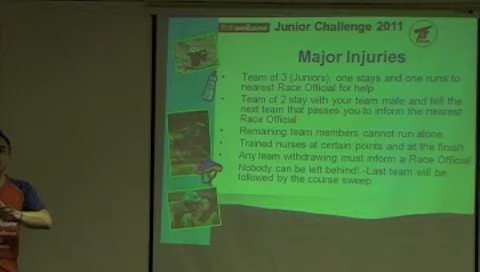 wellcome Junior Challenge 2011
Major Injuries
• Team of 3 (Juniors): one stays and one runs to
nearest Race Official for help
• Team of 2 stay with your team mate and tell the
next team that passes you to inform the nearest
Race Official
• Remaining team members cannot run alone.
• Trained nurses at certain points and at the finish
• Any team withdrawing must inform a Race Official
Nobody can be left behind! -Last team will be
followed by the course sweep